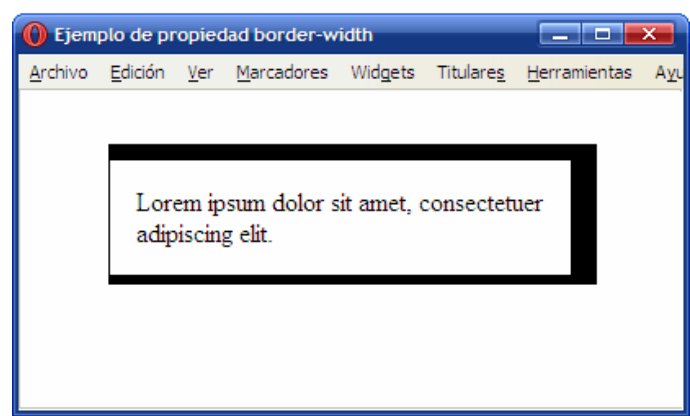 Ejemplo de propiedad border-width
Archivo Edición Ver Marcadores Widgets Titulares Herramientas Ayu
Lorem ipsum dolor sit amet, consectetuer
adipiscing elit.